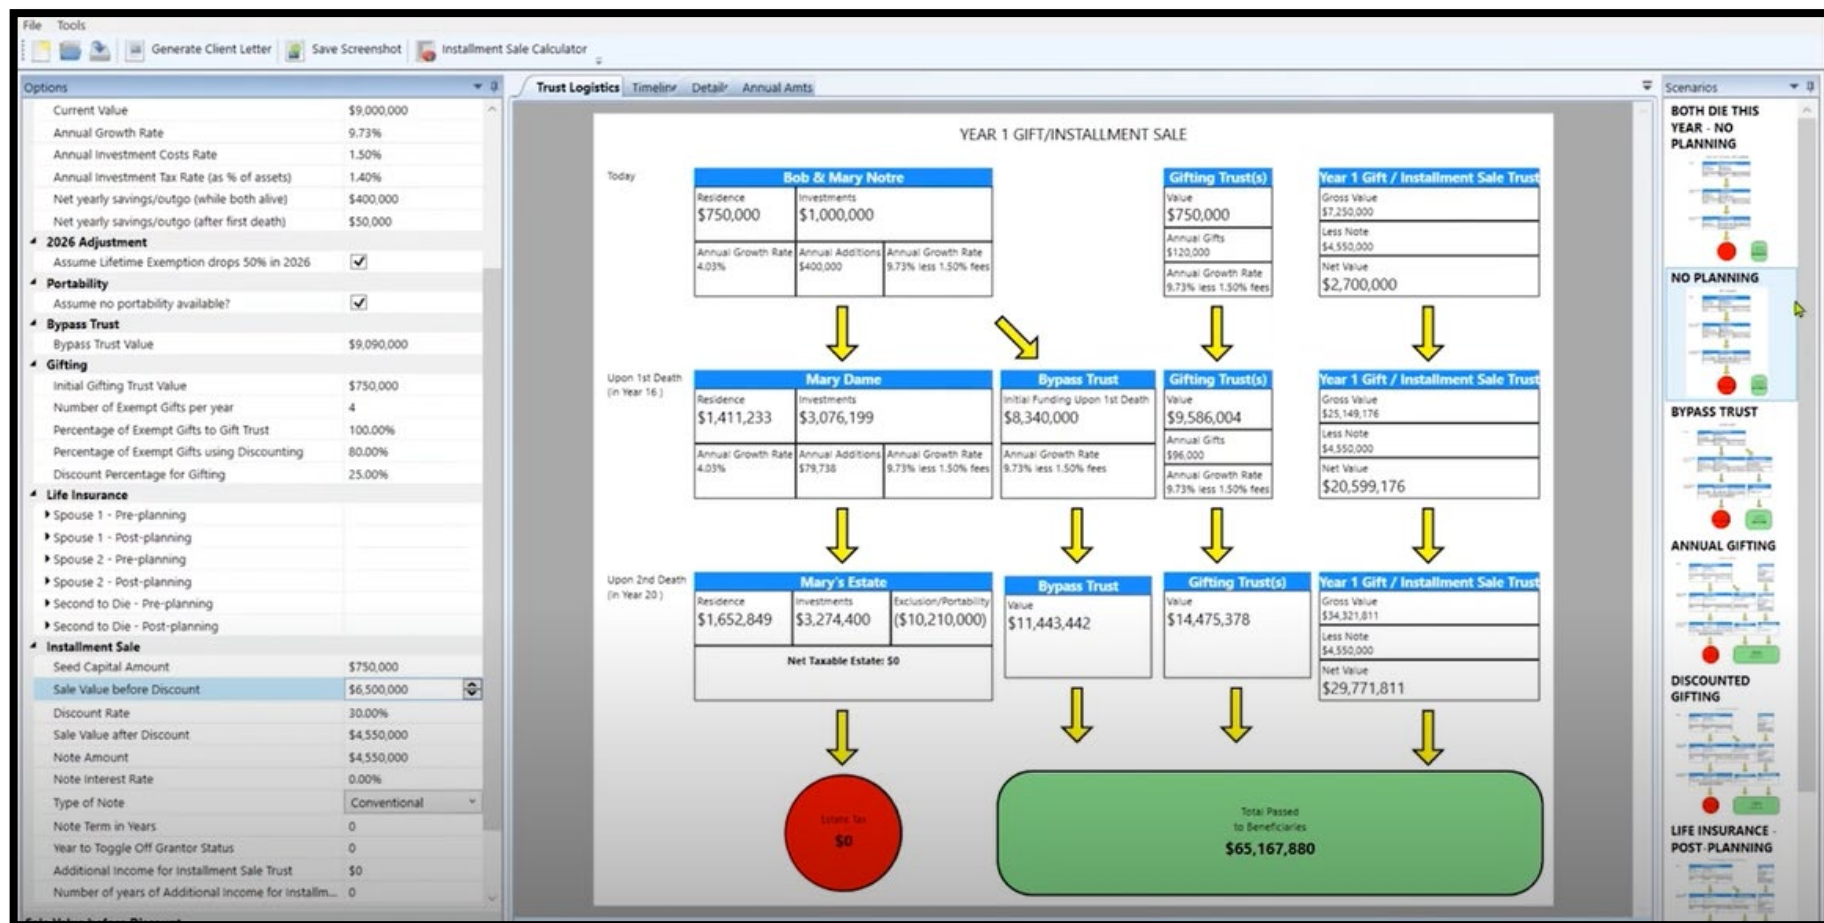 File Tools
Generate Client Letter Save Screenshot Installment Sale Calculator
Options
Current Value $9,000,000
Annual Growth Rate 9.73%
Annual Investment Costs Rate 1.50%
Annual Investment Tax Rate (as % of assets) 1.40%
Net yearly savings/outgo (while both alive) $400,000
Net yearly savings/outgo (after first death) $50,000
2026 Adjustment
Assume Lifetime Exemption drops 50% in 2026
Portability
Assume no portability available?
Bypass Trust
Bypass Trust Value $9,090,000
Gifting
Initial Gifting Trust Value $750,000
Number of Exempt Gifts per year 4
Percentage of Exempt Gifts to Gift Trust 100.00%
Percentage of Exempt Gifts using Discounting 80.00%
Discount Percentage for Gifting 25.00%
Life Insurance
Spouse 1 - Pre-planning
Spouse 1 - Post-planning
Spouse 2 - Pre-planning
Spouse 2 - Post-planning
Second to Die - Pre-planning
Second to Die - Post-planning
Installment Sale
Seed Capital Amount $750,000
Sale Value before Discount $6,500,000
Discount Rate 30.00%
Sale Value after Discount $4,550,000
Note Amount $4,550,000
Note Interest Rate 0.00%
Type of Note Conventional
Note Term in Years 0
Year to Toggle Off Grantor Status 0
Additional Income for Installment Sale Trust $0
Number of years of Additional Income for Installm... 0
Trust Logistics Timeline Details Annual Amts
YEAR 1 GIFT/INSTALLMENT SALE
Today
Bob & Mary Notre
Residence
$750,000
Investments
$1,000,000
Annual Growth Rate
4.03%
Annual Additions
$400,000
Annual Growth Rate
9.73% less 1.50% fees
Gifting Trust(s)
Value
$750,000
Annual Gifts
$120,000
Annual Growth Rate
9.73% less 1.50% fees
Year 1 Gift / Installment Sale Trust
Gross Value
$7,250,000
Less Note
$4,550,000
Net Value
$2,700,000
Upon 1st Death
(in Year 16 )
Mary Dame
Residence
$1,411,233
Investments
$3,076,199
Annual Growth Rate
4.03%
Annual Additions
$79,738
Annual Growth Rate
9.73% less 1.50% fees
Bypass Trust
Initial Funding Upon 1st Death
$8,340,000
Annual Growth Rate
9.73% less 1.50% fees
Gifting Trust(s)
Value
$9,586,004
Annual Gifts
$96,000
Annual Growth Rate
9.73% less 1.50% fees
Year 1 Gift / Installment Sale Trust
Gross Value
$25,149,176
Less Note
$4,550,000
Net Value
$20,599,176
Upon 2nd Death
(in Year 20 )
Mary's Estate
Residence
$1,652,849
Investments
$3,274,400
Exclusion/Portability
($10,210,000)
Net Taxable Estate: $0
Bypass Trust
Value
$11,443,442
Gifting Trust(s)
Value
$14,475,378
Year 1 Gift / Installment Sale Trust
Gross Value
$34,321,811
Less Note
$4,550,000
Net Value
$29,771,811
Estate Tax
$0
Total Passed
to Beneficiaries
$65,167,880
Scenarios
BOTH DIE THIS
YEAR - NO
PLANNING
NO PLANNING
BYPASS TRUST
ANNUAL GIFTING
DISCOUNTED
GIFTING
LIFE INSURANCE -
POST-PLANNING